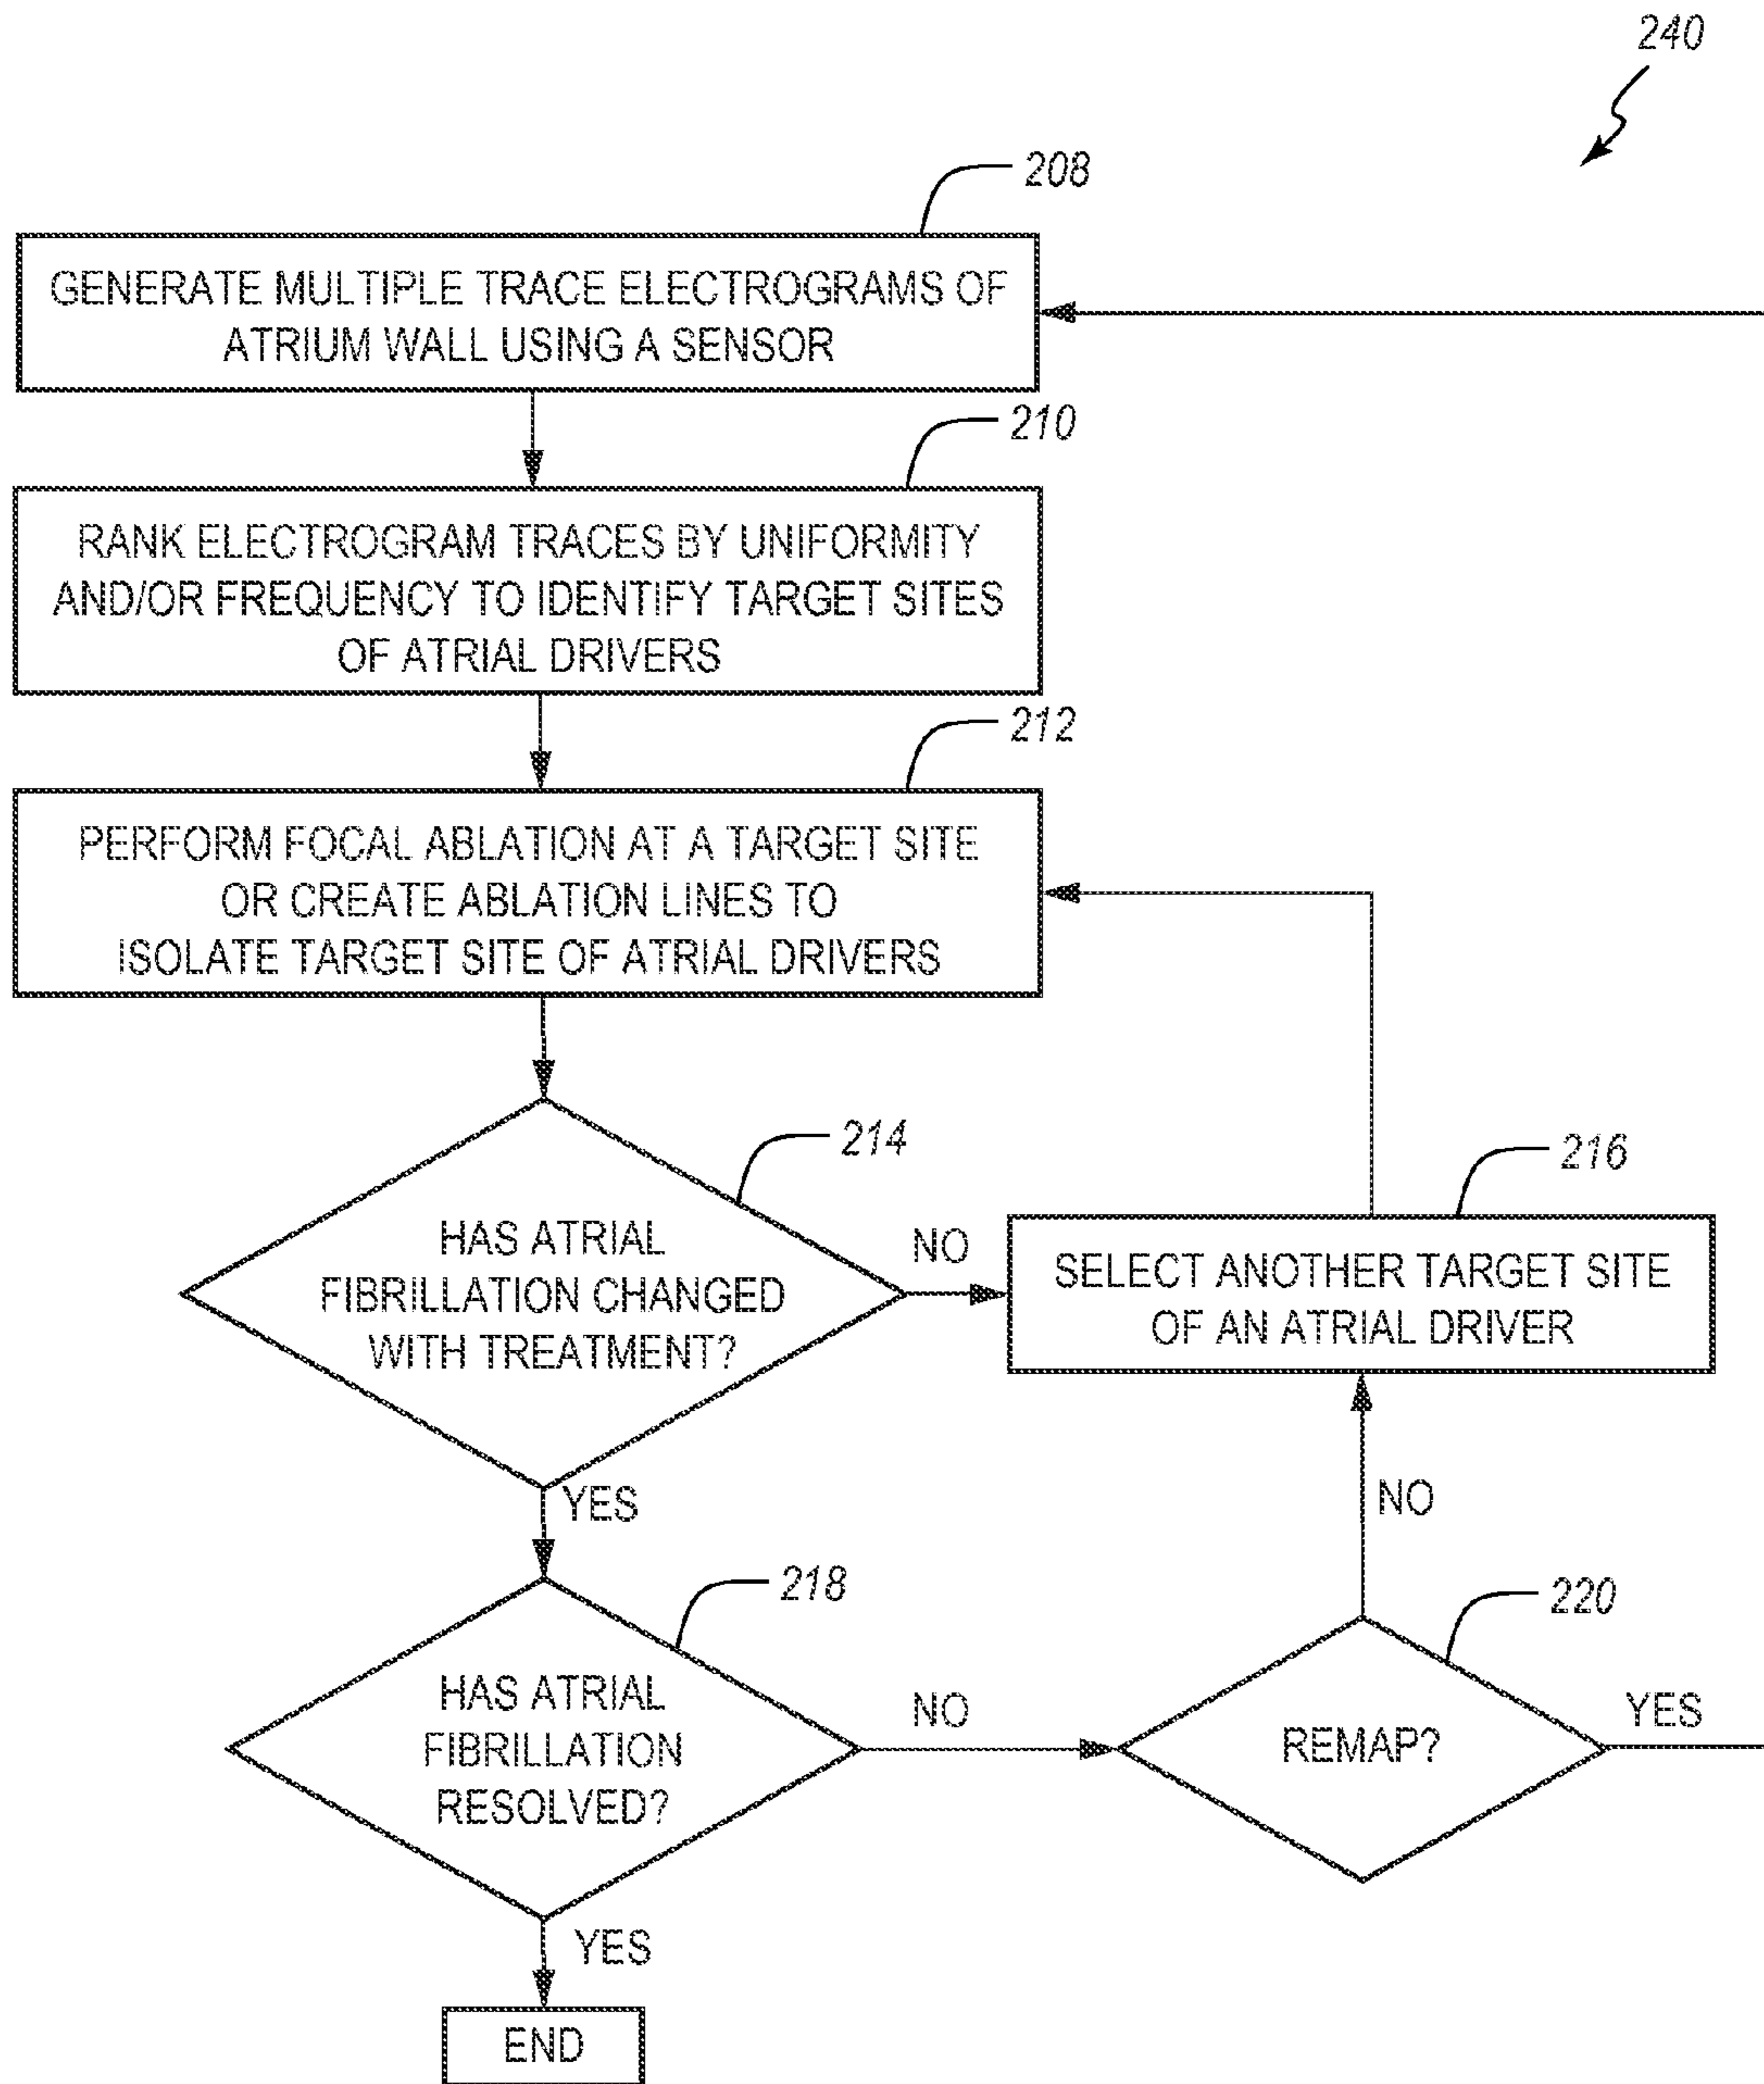 240
208
GENERATE MULTIPLE TRACE ELECTROGRAMS OF
ATRIUM WALL USING A SENSOR
210
RANK ELECTROGRAM TRACES BY UNIFORMITY
AND/OR FREQUENCY TO IDENTIFY TARGET SITES
OF ATRIAL DRIVERS
212
PERFORM FOCAL ABLATION AT A TARGET SITE
OR CREATE ABLATION LINES TO
ISOLATE TARGET SITE OF ATRIAL DRIVERS
214
HAS ATRIAL
FIBRILLATION CHANGED
WITH TREATMENT?
NO
216
SELECT ANOTHER TARGET SITE
OF AN ATRIAL DRIVER
YES
NO
218
HAS ATRIAL
FIBRILLATION
RESOLVED?
NO
220
REMAP?
YES
YES
END